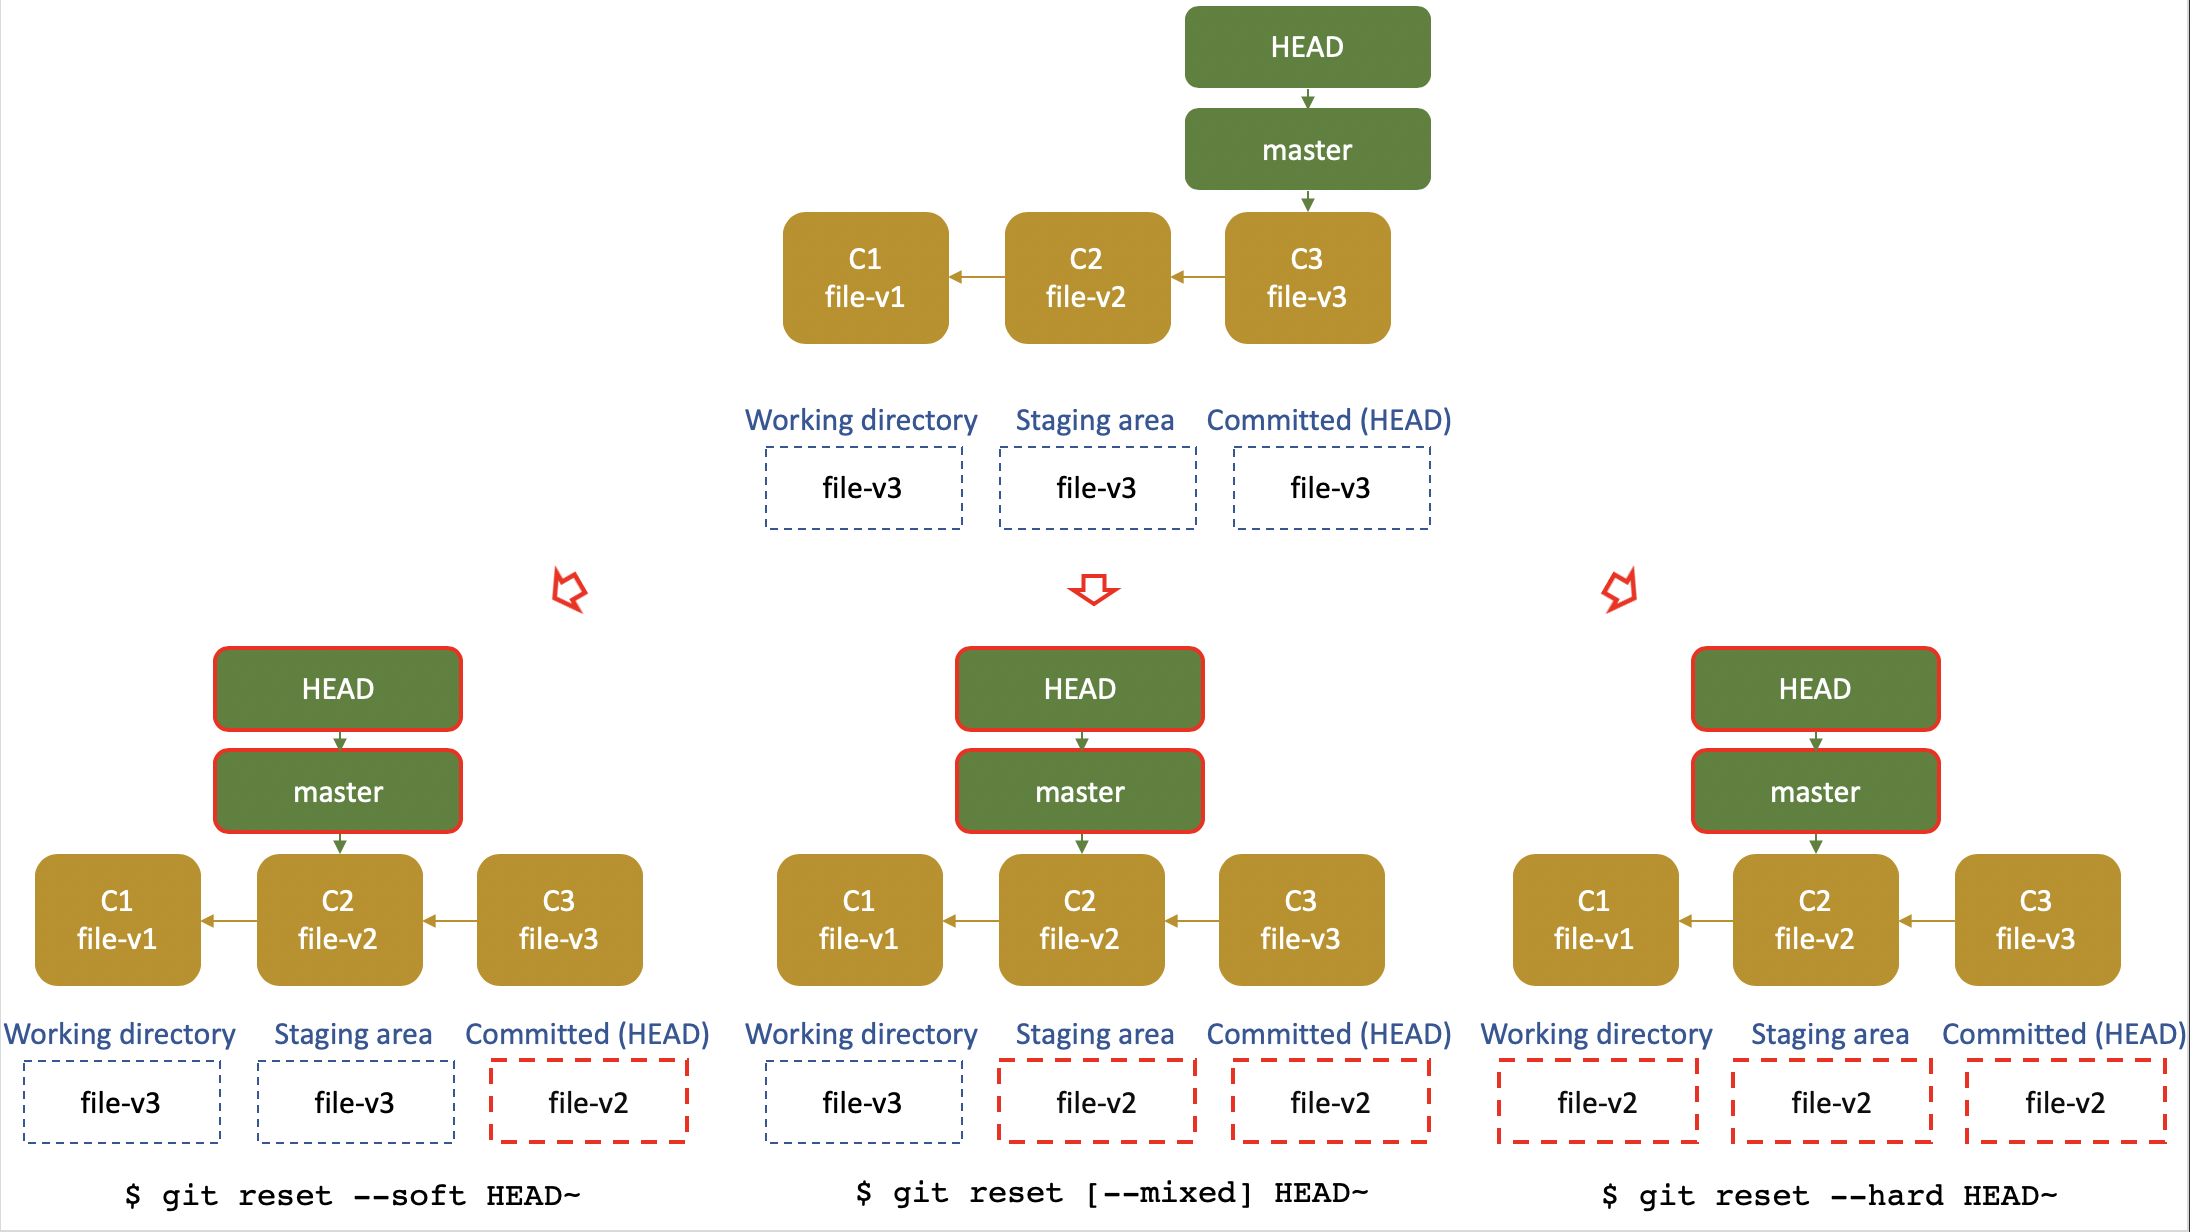 HEAD
master
C1
file-v1
C2
file-v2
C3
file-v3
Working directory
Staging area
Committed (HEAD)
file-v3
file-v3
file-v3
HEAD
master
C1
file-v1
C2
file-v2
C3
file-v3
Working directory
Staging area
Committed (HEAD)
file-v3
file-v3
file-v2
$ git reset --soft HEAD~
HEAD
master
C1
file-v1
C2
file-v2
C3
file-v3
Working directory
Staging area
Committed (HEAD)
file-v3
file-v2
file-v2
$ git reset [--mixed] HEAD~
HEAD
master
C1
file-v1
C2
file-v2
C3
file-v3
Working directory
Staging area
Committed (HEAD)
file-v2
file-v2
file-v2
$ git reset --hard HEAD~